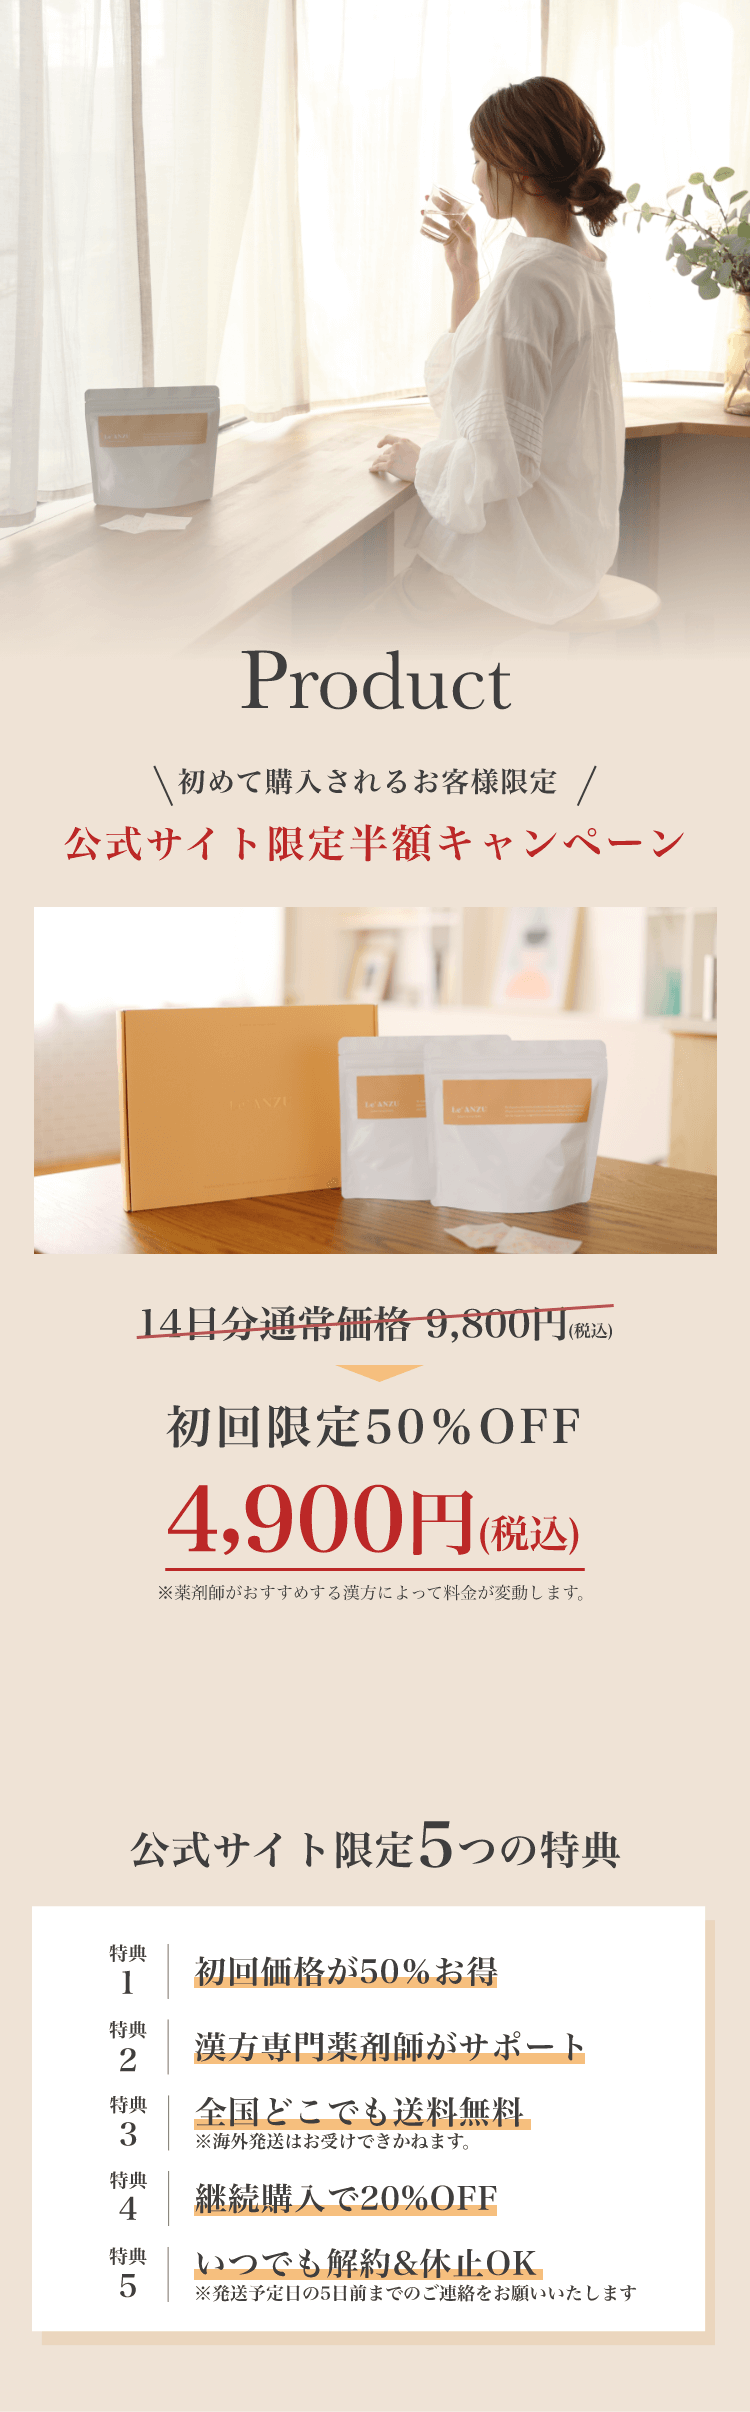 Le' ANZU
Product
初めて購入されるお客様限定
公式サイト限定半額キャンペーン
Le' ANZU
Le' ANZU
Le' ANZU
14日分通常価格 9,800円(税込)
初回限定50%OFF
4,900円(税込)
※薬剤師がおすすめする漢方によって料金が変動します。
公式サイト限定5つの特典
特典
1
初回価格が50%お得
特典
2
漢方専門薬剤師がサポート
特典
3
全国どこでも送料無料
※海外発送はお受けできかねます。
特典
4
継続購入で20%OFF
特典
5
いつでも解約&休止OK
※発送予定日の5日前までのご連絡をお願いいたします